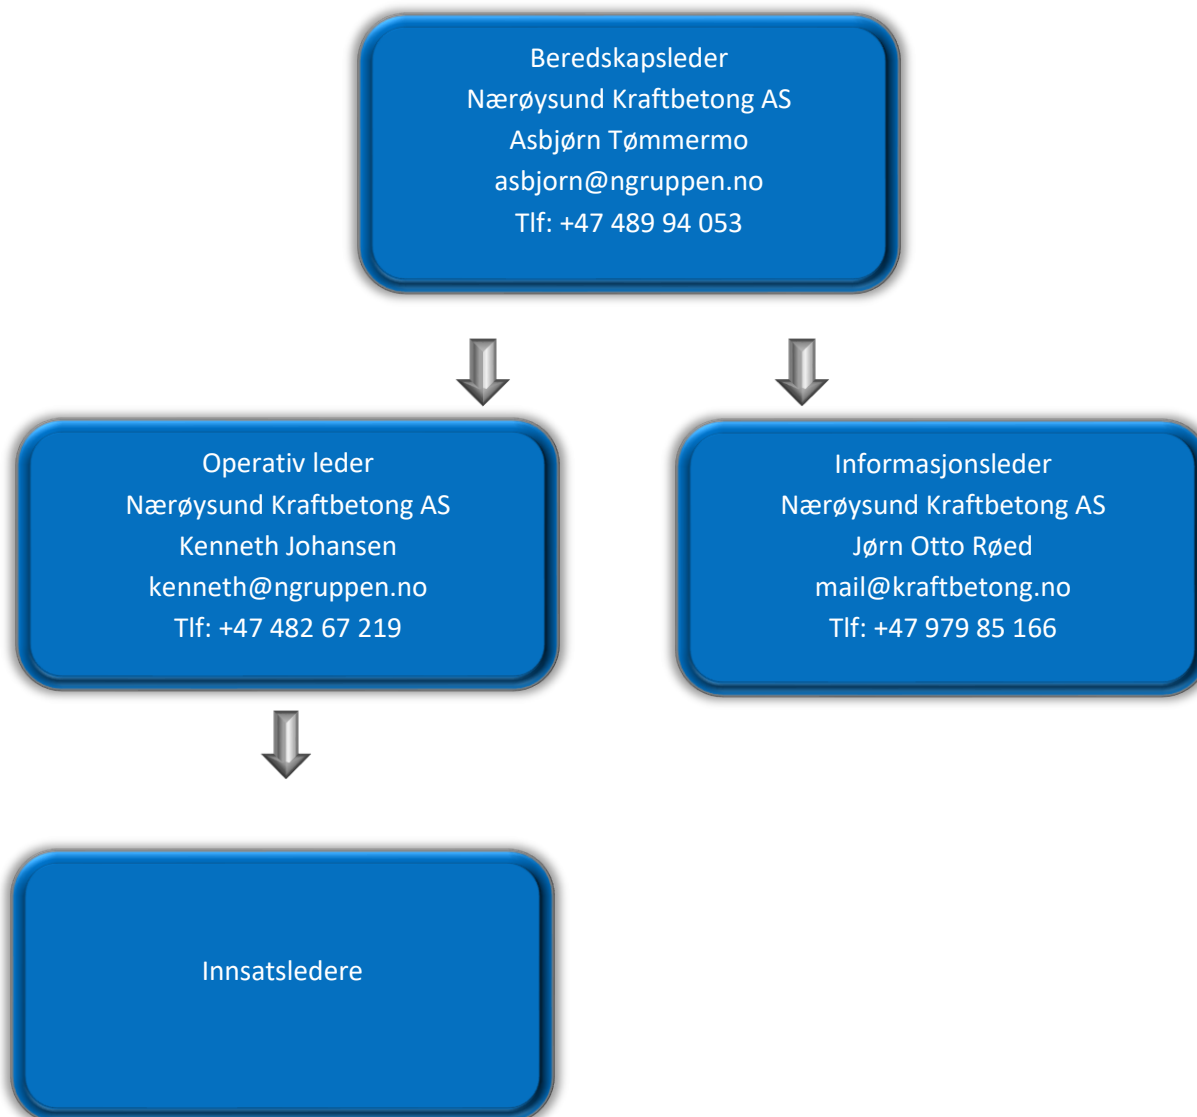 Beredskapsleder
Nærøysund Kraftbetong AS
Asbjørn Tømmermo
asbjorn@ngruppen.no
Tlf: +47 489 94 053
Operativ leder
Nærøysund Kraftbetong AS
Kenneth Johansen
kenneth@ngruppen.no
Tlf: +47 482 67 219
Informasjonsleder
Nærøysund Kraftbetong AS
Jørn Otto Røed
mail@kraftbetong.no
Tlf: +47 979 85 166
Innsatsledere